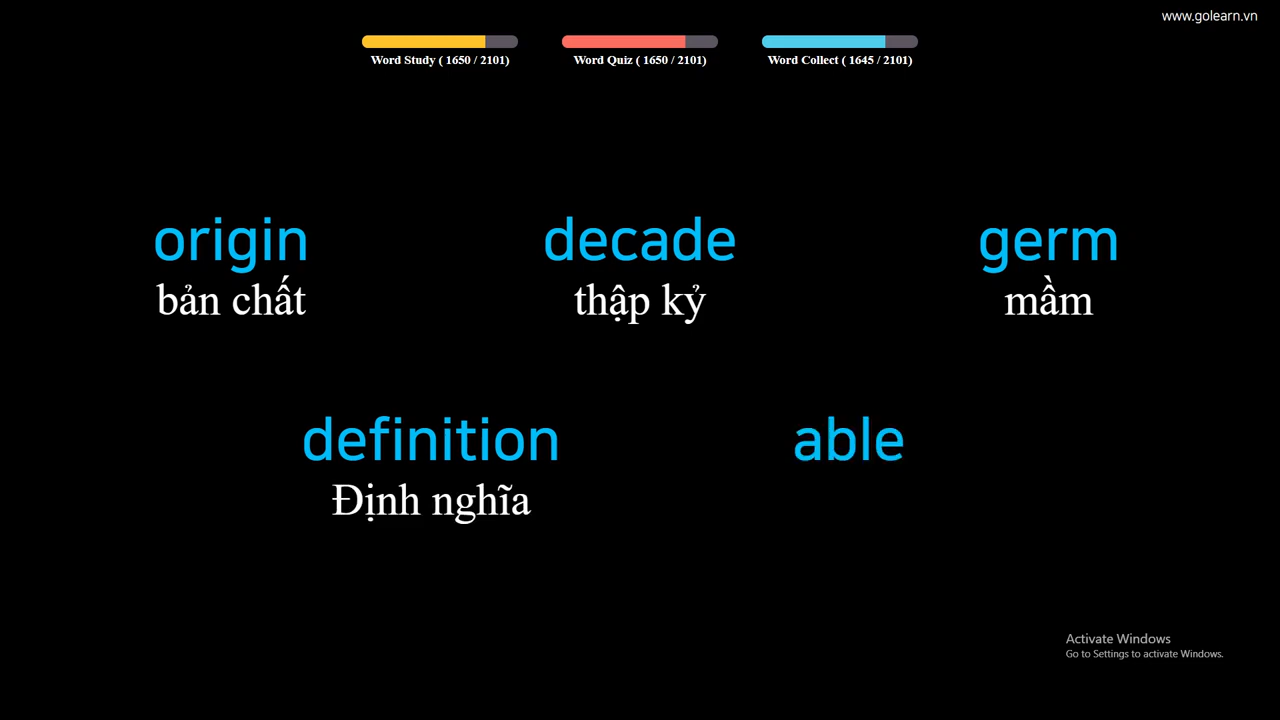 www.golearn.vn
Word Study ( 1650 / 2101)
Word Quiz ( 1650 / 2101)
Word Collect ( 1645 / 2101)
origin
bản chất
decade
thập kỷ
germ
mầm
definition
Định nghĩa
able
Activate Windows
Go to Settings to activate Windows.